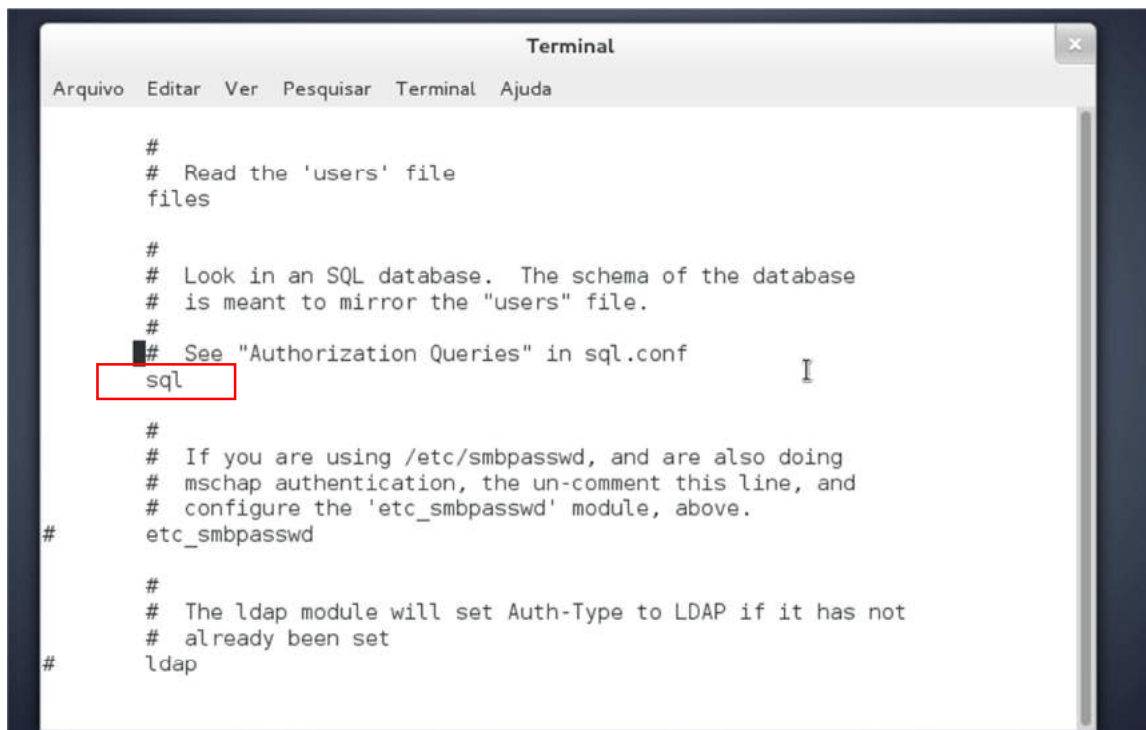 Terminal
Arquivo Editar Ver Pesquisar Terminal Ajuda
#
# Read the 'users' file
files
#
# Look in an SQL database. The schema of the database
# is meant to mirror the "users" file.
#
# See "Authorization Queries" in sql.conf
sql
#
# If you are using /etc/smbpasswd, and are also doing
# mschap authentication, the un-comment this line, and
# configure the 'etc_smbpasswd' module, above.
# etc_smbpasswd
#
# The ldap module will set Auth-Type to LDAP if it has not
# already been set
# ldap